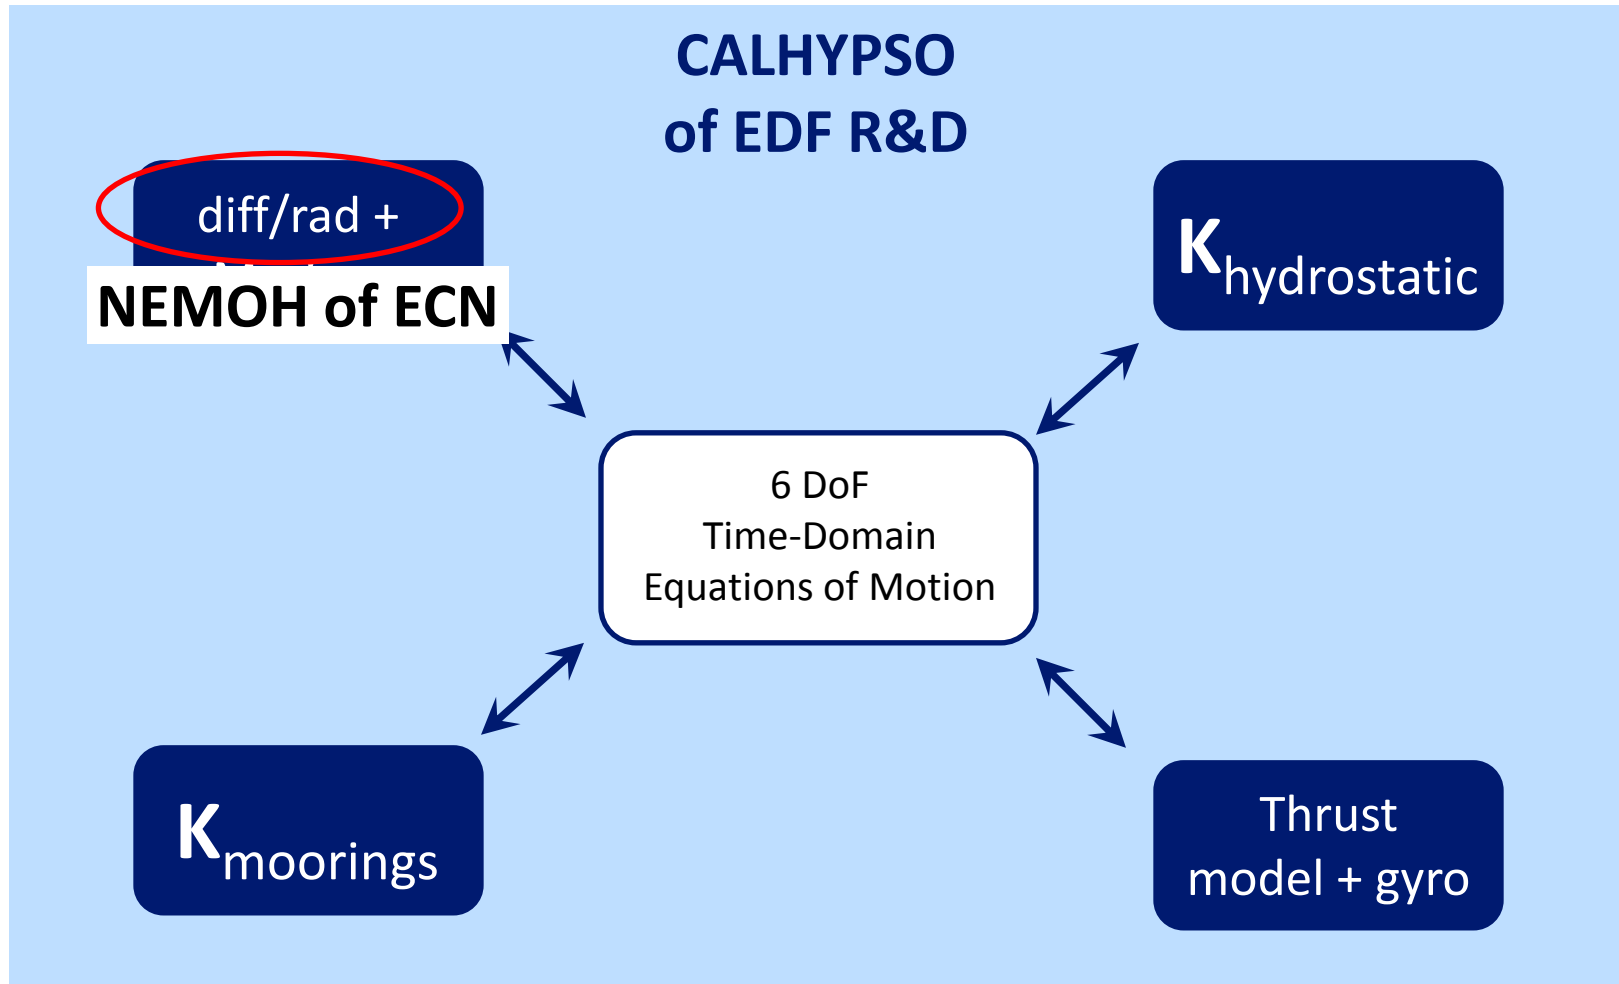 CALHYPSO
of EDF R&D
diff/rad +
NEMOH of ECN
Khydrostatic
6 DoF
Time-Domain
Equations of Motion
Kmoorings
Thrust
model + gyro